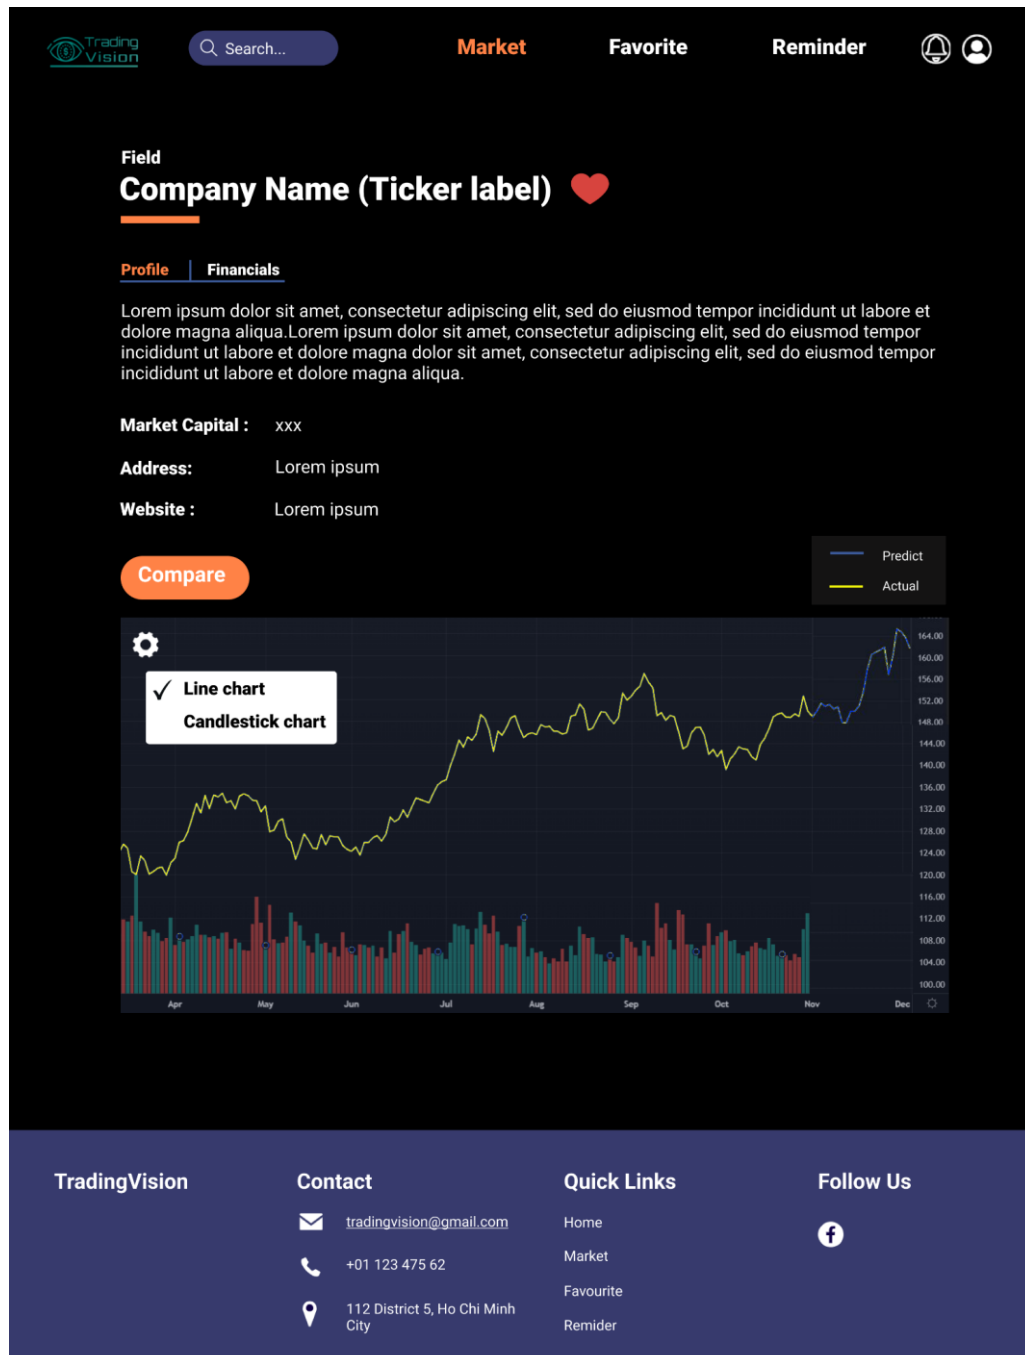 Trading
Vision
Search...
Market
Favorite
Reminder
Field
Company Name (Ticker label)
Profile
Financials
Lorem ipsum dolor sit amet, consectetur adipiscing elit, sed do eiusmod tempor incididunt ut labore et
dolore magna aliqua.Lorem ipsum dolor sit amet, consectetur adipiscing elit, sed do eiusmod tempor
incididunt ut labore et dolore magna dolor sit amet, consectetur adipiscing elit, sed do eiusmod tempor
incididunt ut labore et dolore magna aliqua.
Market Capital : xxx
Address: Lorem ipsum
Website : Lorem ipsum
Compare
Predict
Actual
Line chart
Candlestick chart
164.00
160.00
156.00
152.00
148.00
144.00
140.00
136.00
132.00
128.00
124.00
120.00
116.00
112.00
108.00
104.00
100.00
Apr May Jun Jul Aug Sep Oct Nov Dec
TradingVision
Contact
tradingvision@gmail.com
+01 123 475 62
112 District 5, Ho Chi Minh
City
Quick Links
Home
Market
Favourite
Remider
Follow Us